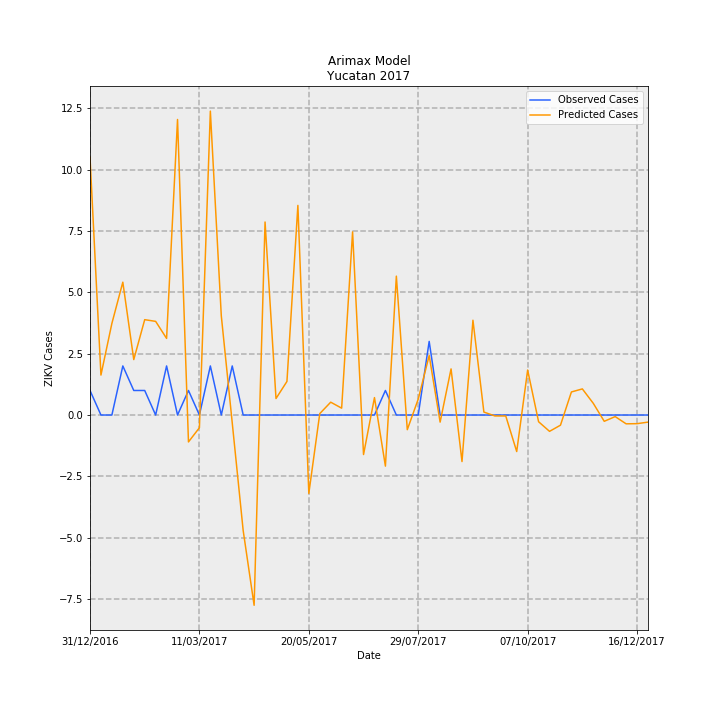 Arimax Model
Yucatan 2017
Observed Cases
Predicted Cases
12.5
10.0
7.5
5.0
2.5
0.0
−2.5
−5.0
−7.5
ZIKV Cases
31/12/2016
11/03/2017
20/05/2017
29/07/2017
07/10/2017
16/12/2017
Date